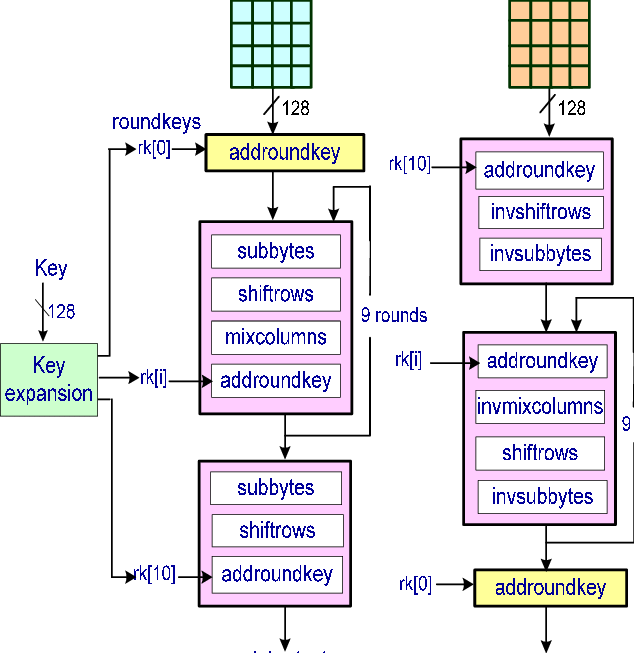 128
roundkeys
rk[0]
addroundkey
subbytes
shiftrows
mixcolumns
addroundkey
9 rounds
Key
128
Key
expansion
rk[i]
subbytes
shiftrows
addroundkey
rk[10]
128
rk[10]
addroundkey
invshiftrows
invsubbytes
rk[i]
addroundkey
invmixcolumns
shiftrows
invsubbytes
9
rk[0]
addroundkey